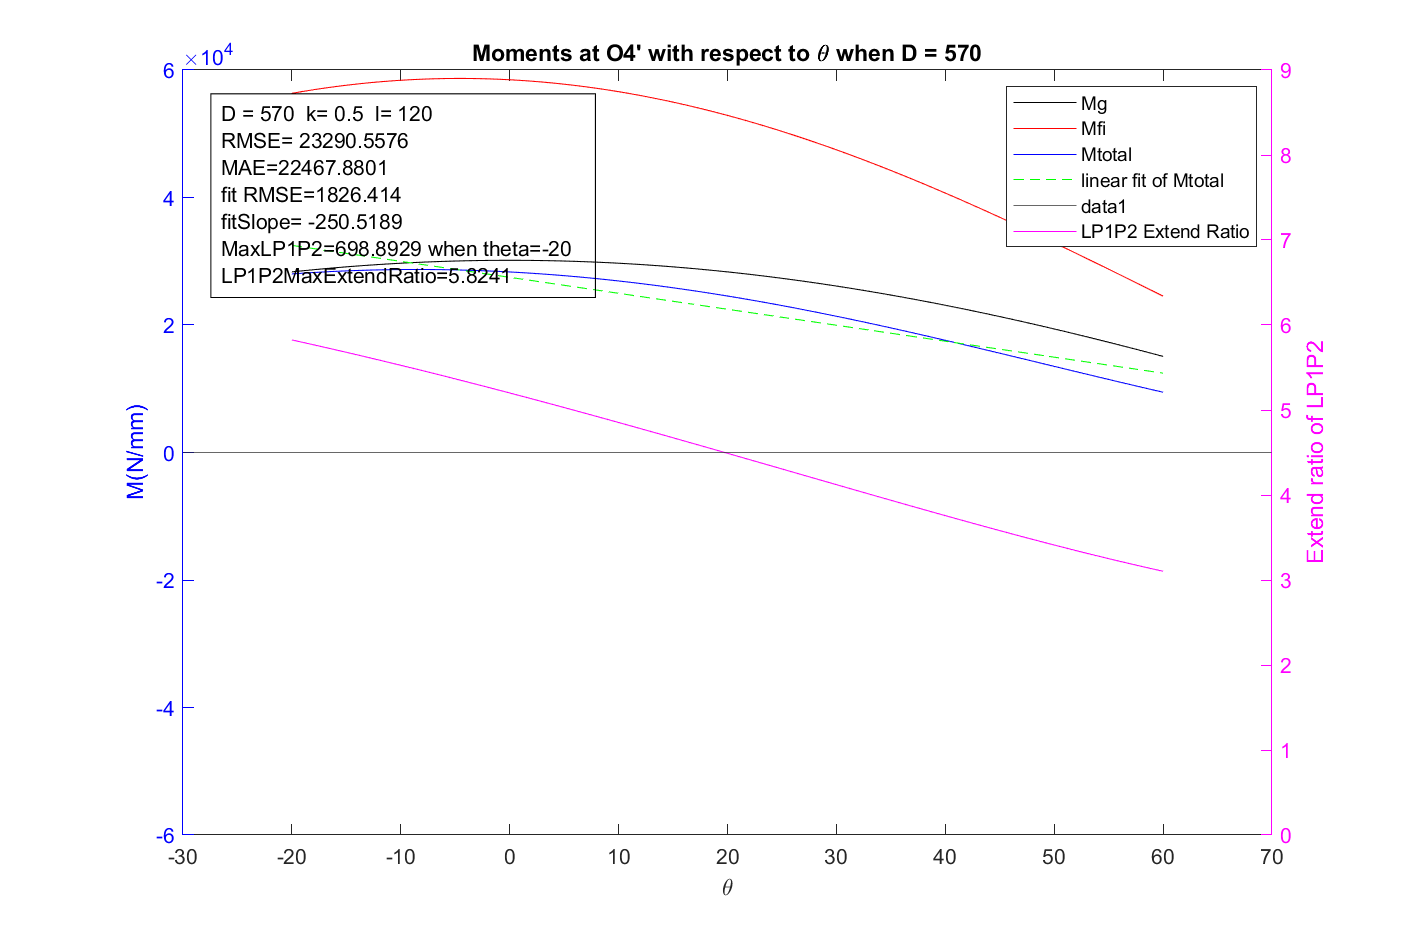 Moments at O4' with respect to θ when D = 570
×10⁴
6
4
2
0
-2
-4
-6
M(N/mm)
D = 570  k= 0.5  l= 120
RMSE= 23290.5576
MAE=22467.8801
fit RMSE=1826.414
fitSlope= -250.5189
MaxLP1P2=698.8929 when theta=-20
LP1P2MaxExtendRatio=5.8241
Mg
Mfi
Mtotal
linear fit of Mtotal
data1
LP1P2 Extend Ratio
9
8
7
6
5
4
3
2
1
0
Extend ratio of LP1P2
-30 -20 -10 0 10 20 30 40 50 60 70
θ